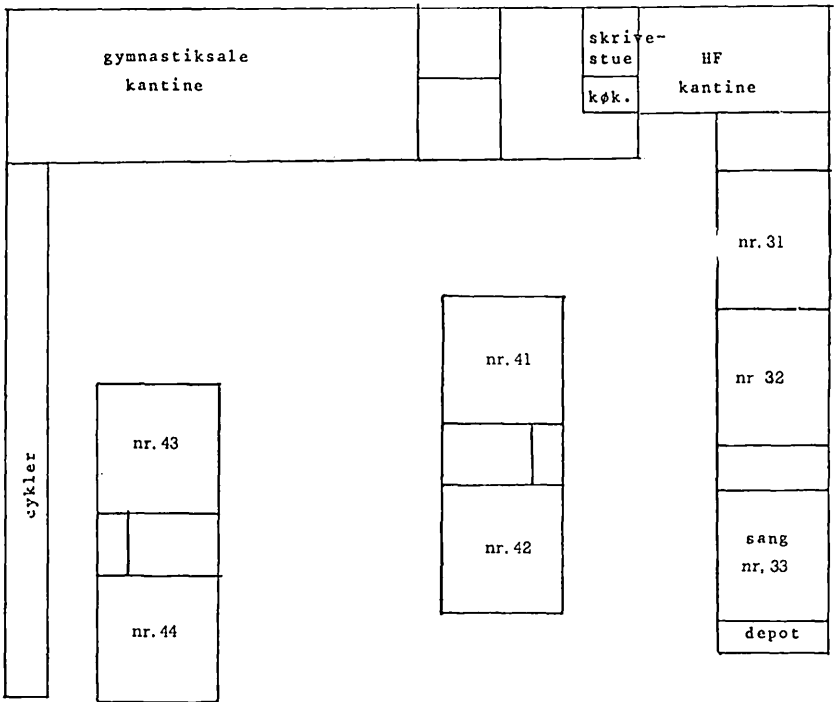 gymnastiksale
kantine
skrive-
stue
køk.
HF
kantine
nr. 31
nr 32
sang
nr. 33
depot
nr. 41
nr. 42
nr. 43
nr. 44
cykler